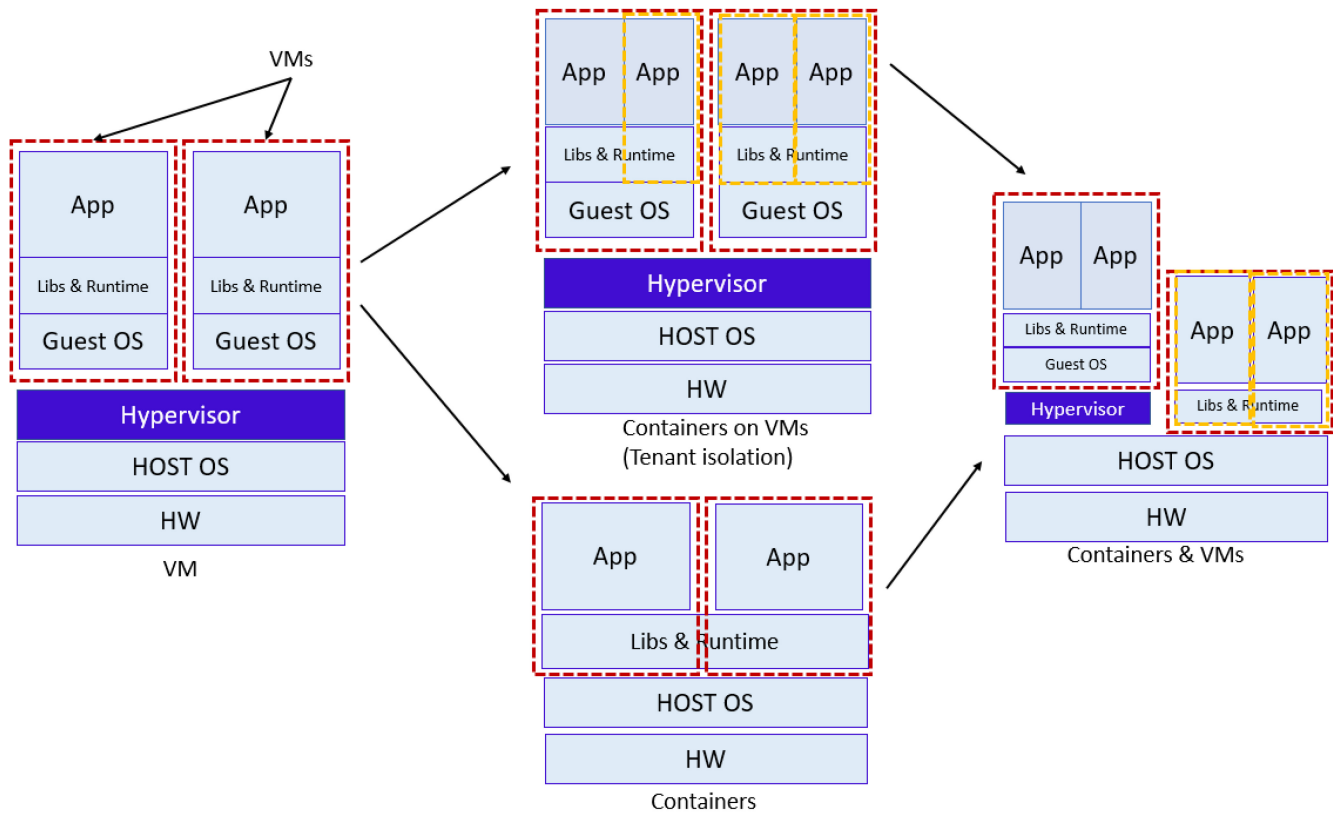 VMs
App
App
Libs & Runtime
Libs & Runtime
Guest OS
Guest OS
Hypervisor
HOST OS
HW
VM
App
App
App
App
Libs & Runtime
Libs & Runtime
Guest OS
Guest OS
Hypervisor
HOST OS
HW
Containers on VMs
(Tenant isolation)
App
App
Libs & Runtime
HOST OS
HW
Containers
App
App
Libs & Runtime
Guest OS
Hypervisor
App
App
Libs & Runtime
HOST OS
HW
Containers & VMs